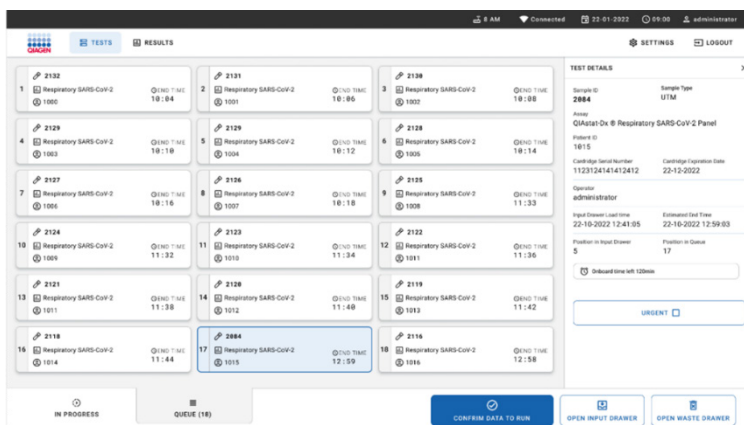 8 AM Connected 22-01-2022 09:00 administrator
QIAGEN TESTS RESULTS SETTINGS LOGOUT
1
2132
Respiratory SARS-CoV-2
1000
END TIME
10:04
2
2131
Respiratory SARS-CoV-2
1001
END TIME
10:06
3
2130
Respiratory SARS-CoV-2
1002
END TIME
10:08
4
2129
Respiratory SARS-CoV-2
1003
END TIME
10:10
5
2129
Respiratory SARS-CoV-2
1004
END TIME
10:12
6
2128
Respiratory SARS-CoV-2
1005
END TIME
10:14
7
2127
Respiratory SARS-CoV-2
1006
END TIME
10:16
8
2126
Respiratory SARS-CoV-2
1007
END TIME
10:18
9
2125
Respiratory SARS-CoV-2
1008
END TIME
11:33
10
2124
Respiratory SARS-CoV-2
1009
END TIME
11:32
11
2123
Respiratory SARS-CoV-2
1010
END TIME
11:34
12
2122
Respiratory SARS-CoV-2
1011
END TIME
11:36
13
2121
Respiratory SARS-CoV-2
1011
END TIME
11:38
14
2120
Respiratory SARS-CoV-2
1012
END TIME
11:40
15
2119
Respiratory SARS-CoV-2
1013
END TIME
11:42
16
2118
Respiratory SARS-CoV-2
1014
END TIME
11:44
17
2084
Respiratory SARS-CoV-2
1015
END TIME
12:59
18
2116
Respiratory SARS-CoV-2
1016
END TIME
12:58
TEST DETAILS
Sample ID
2084
Sample Type
UTM
Assay
QIAstat-Dx ® Respiratory SARS-CoV-2 Panel
Patient ID
1015
Cartridge Serial Number
1123124141412412
Cartridge Expiration Date
22-12-2022
Operator
administrator
Input Drawer Load time
22-10-2022 12:41:05
Estimated End Time
22-10-2022 12:59:03
Position in Input Drawer
5
Position in Queue
17
Onboard time left 120min
URGENT
IN PROGRESS
QUEUE (18)
CONFRIM DATA TO RUN
OPEN INPUT DRAWER
OPEN WASTE DRAWER